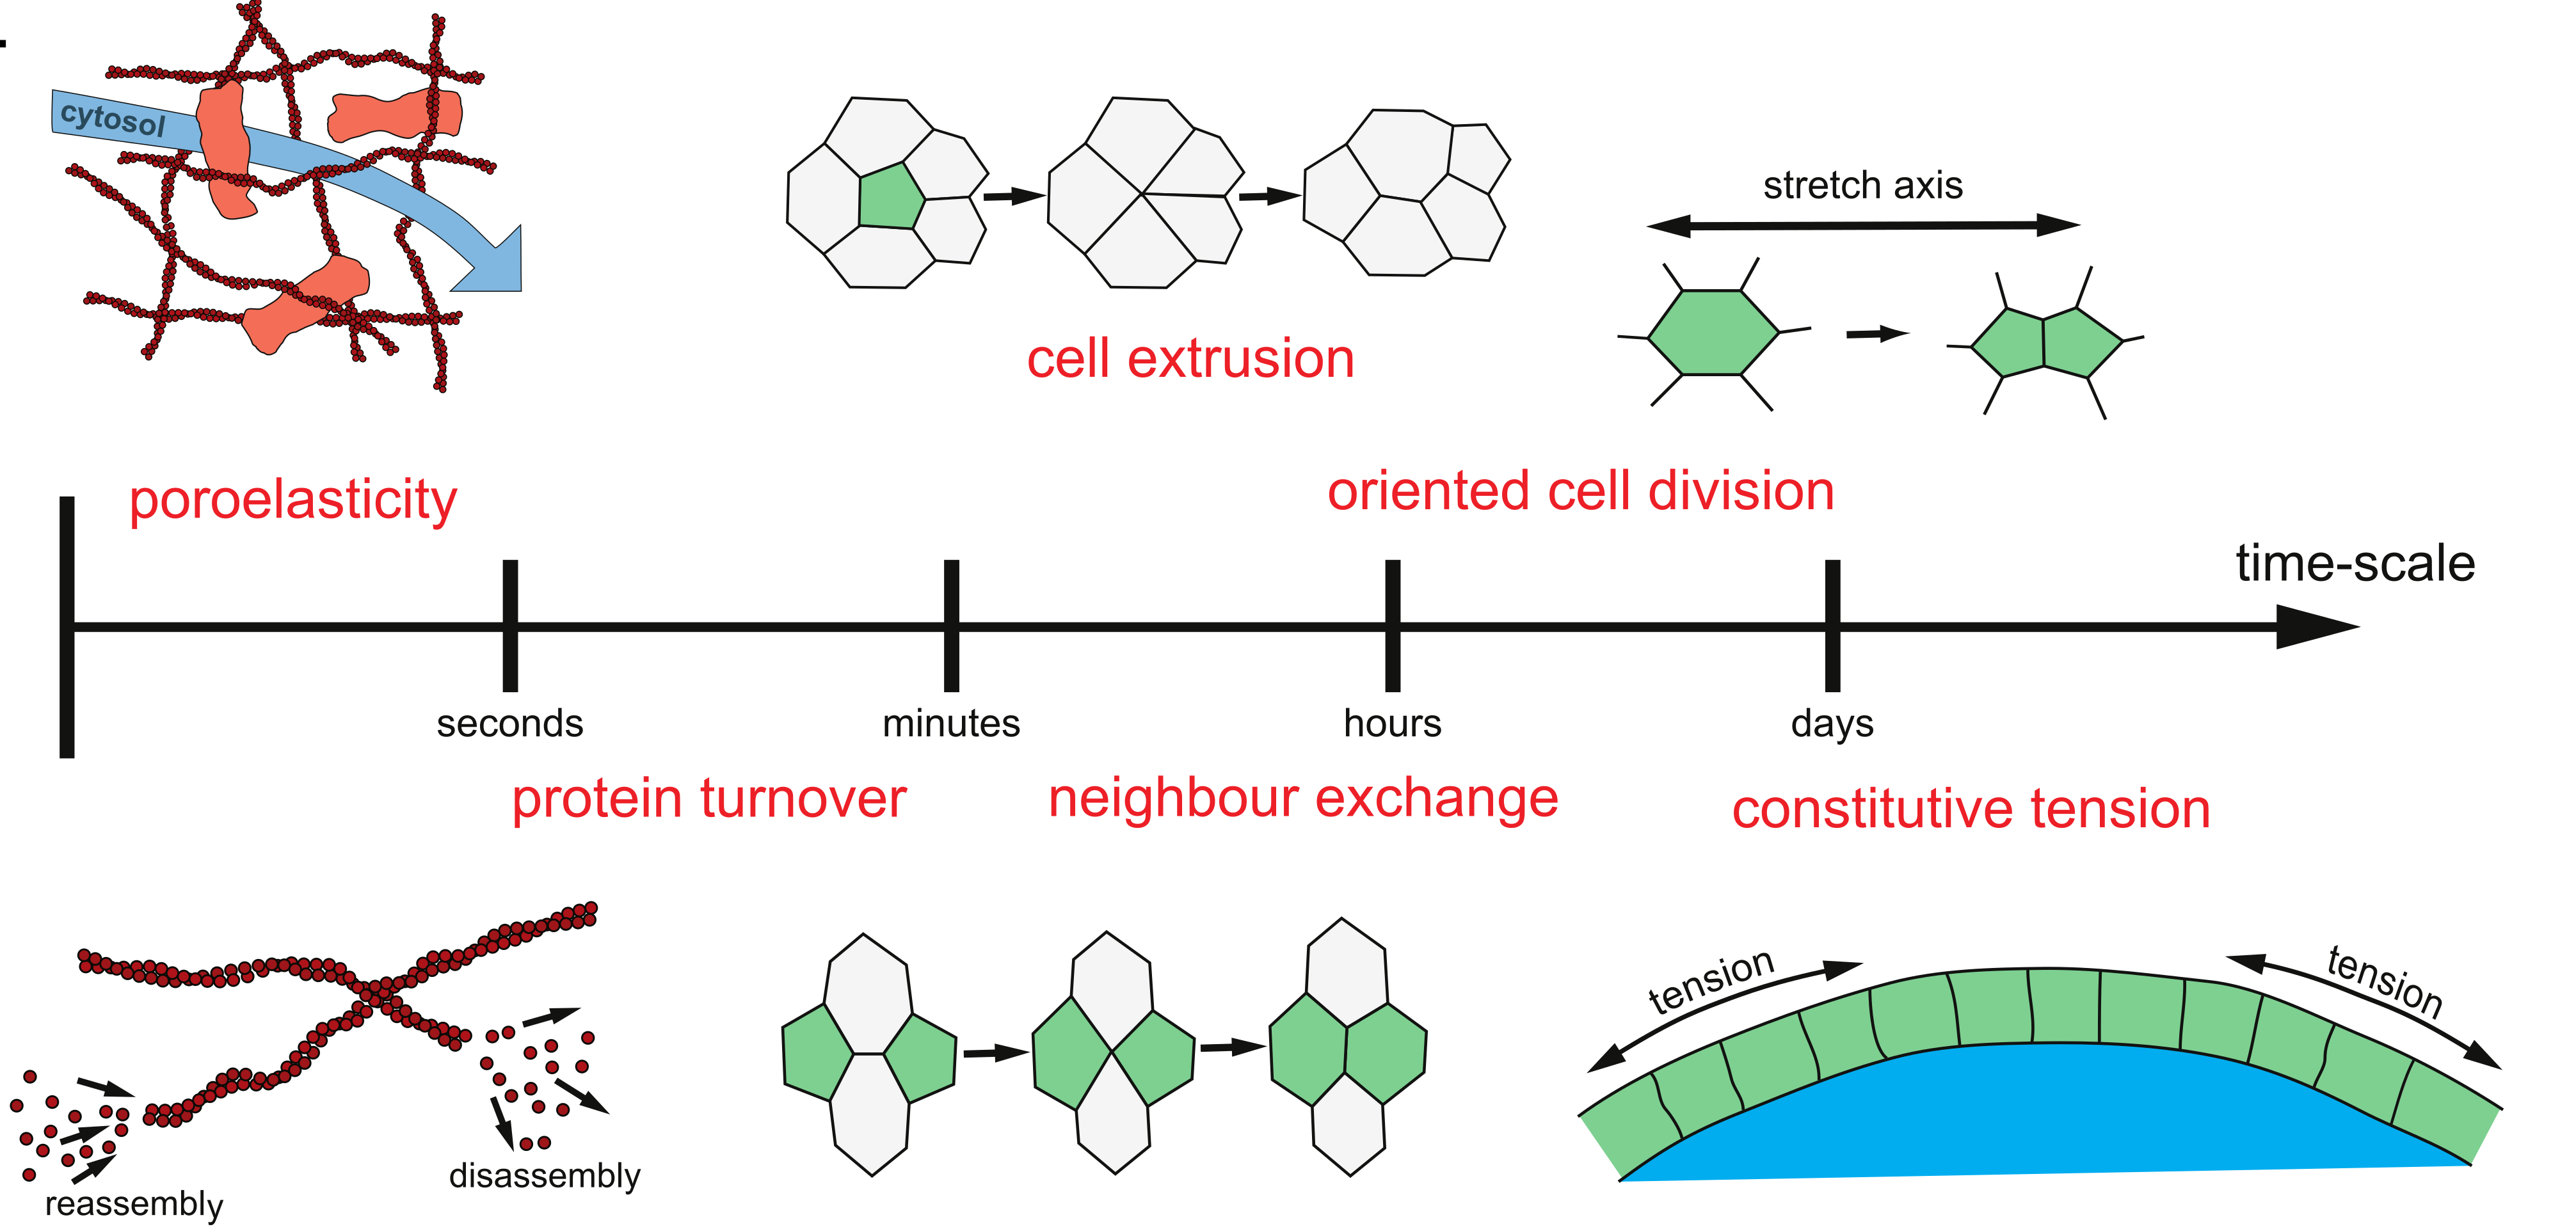 cytosol
stretch axis
cell extrusion
poroelasticity
oriented cell division
time-scale
seconds
minutes
hours
days
protein turnover
neighbour exchange
constitutive tension
tension
tension
disassembly
reassembly